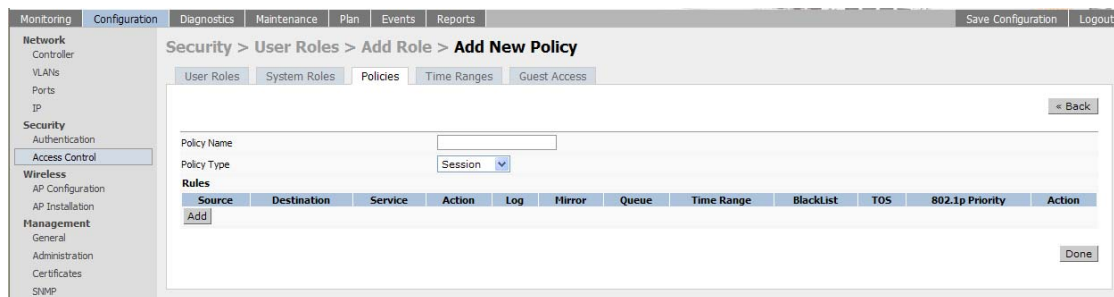 Monitoring Configuration Diagnostics Maintenance Plan Events Reports Save Configuration Logout
Network
Controller
VLANs
Ports
IP
Security
Authentication
Access Control
Wireless
AP Configuration
AP Installation
Management
General
Administration
Certificates
SNMP
Security > User Roles > Add Role > Add New Policy
User Roles System Roles Policies Time Ranges Guest Access
« Back
Policy Name
Policy Type Session
Rules
Source Destination Service Action Log Mirror Queue Time Range BlackList TOS 802.1p Priority Action
Add
Done